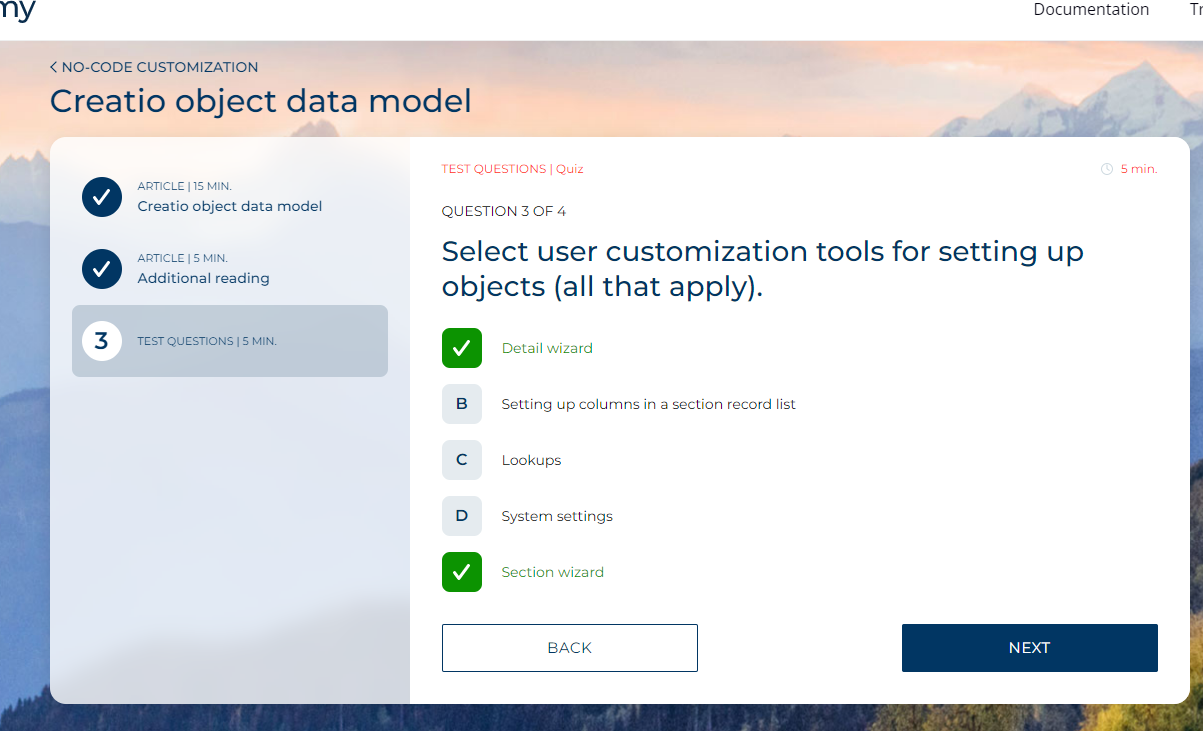 my
Documentation
Tr
NO-CODE CUSTOMIZATION
Creatio object data model
ARTICLE | 15 MIN.
Creatio object data model
ARTICLE | 5 MIN.
Additional reading
3
TEST QUESTIONS | 5 MIN.
TEST QUESTIONS | Quiz
5 min.
QUESTION 3 OF 4
Select user customization tools for setting up
objects (all that apply).
Detail wizard
B Setting up columns in a section record list
C Lookups
D System settings
Section wizard
BACK
NEXT